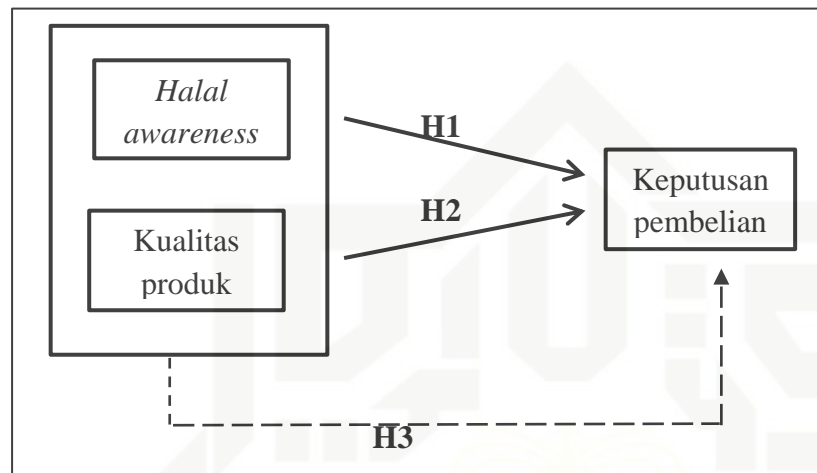 Halal
awareness
H1
Keputusan
pembelian
H2
Kualitas
produk
H3